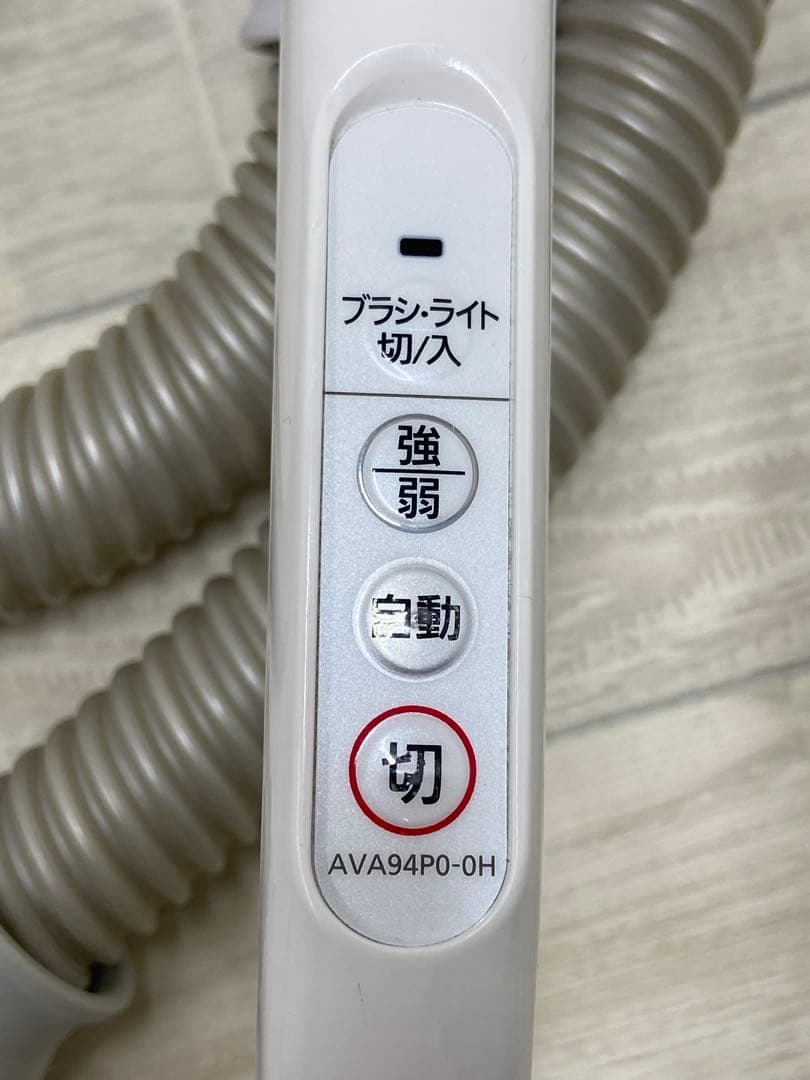 ブラシ・ライト
切/入
強
弱
自動
切
AVA94P0-0H